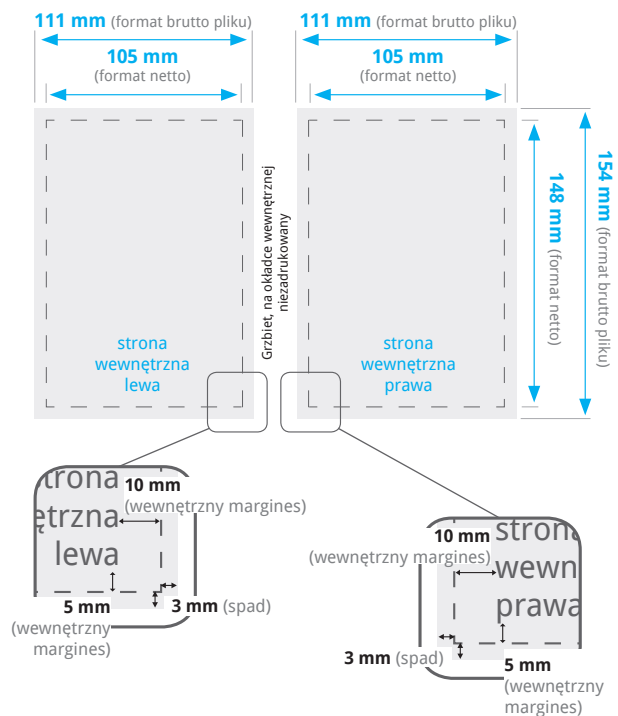 111 mm (format brutto pliku)
105 mm
(format netto)
111 mm (format brutto pliku)
105 mm
(format netto)
strona
wewnętrzna
lewa
Grzbiet, na okładce wewnętrznej
niezadrukowany
strona
wewnętrzna
prawa
148 mm (format netto)
154 mm (format brutto pliku)
trona
ętrzna
lewa
10 mm
(wewnętrzny margines)
5 mm
(wewnętrzny
margines)
3 mm (spad)
strona
wewn
prawa
10 mm
(wewnętrzny margines)
3 mm (spad)
5 mm
(wewnętrzny
margines)